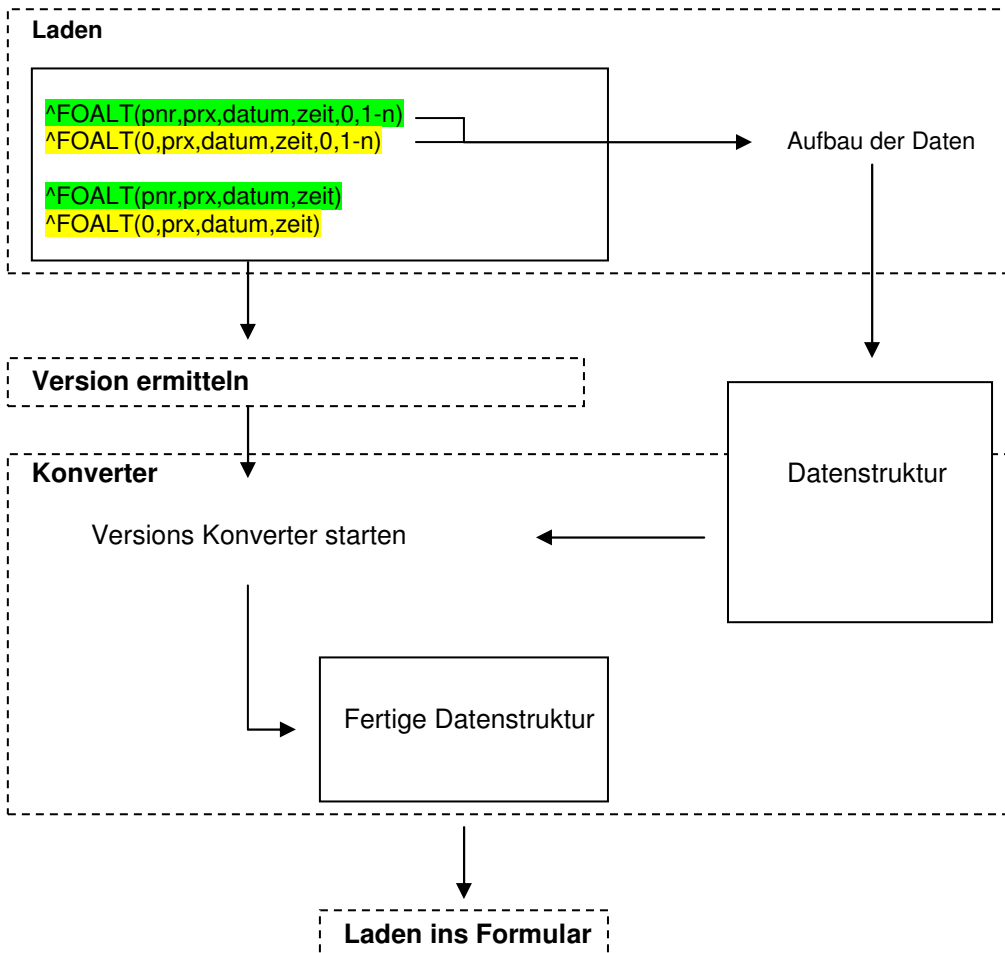 Laden
^FOALT(pnr,prx,datum,zeit,0,1-n)
^FOALT(0,prx,datum,zeit,0,1-n)
Aufbau der Daten
^FOALT(pnr,prx,datum,zeit)
^FOALT(0,prx,datum,zeit)
Version ermitteln
Konverter
Datenstruktur
Versions Konverter starten
Fertige Datenstruktur
Laden ins Formular